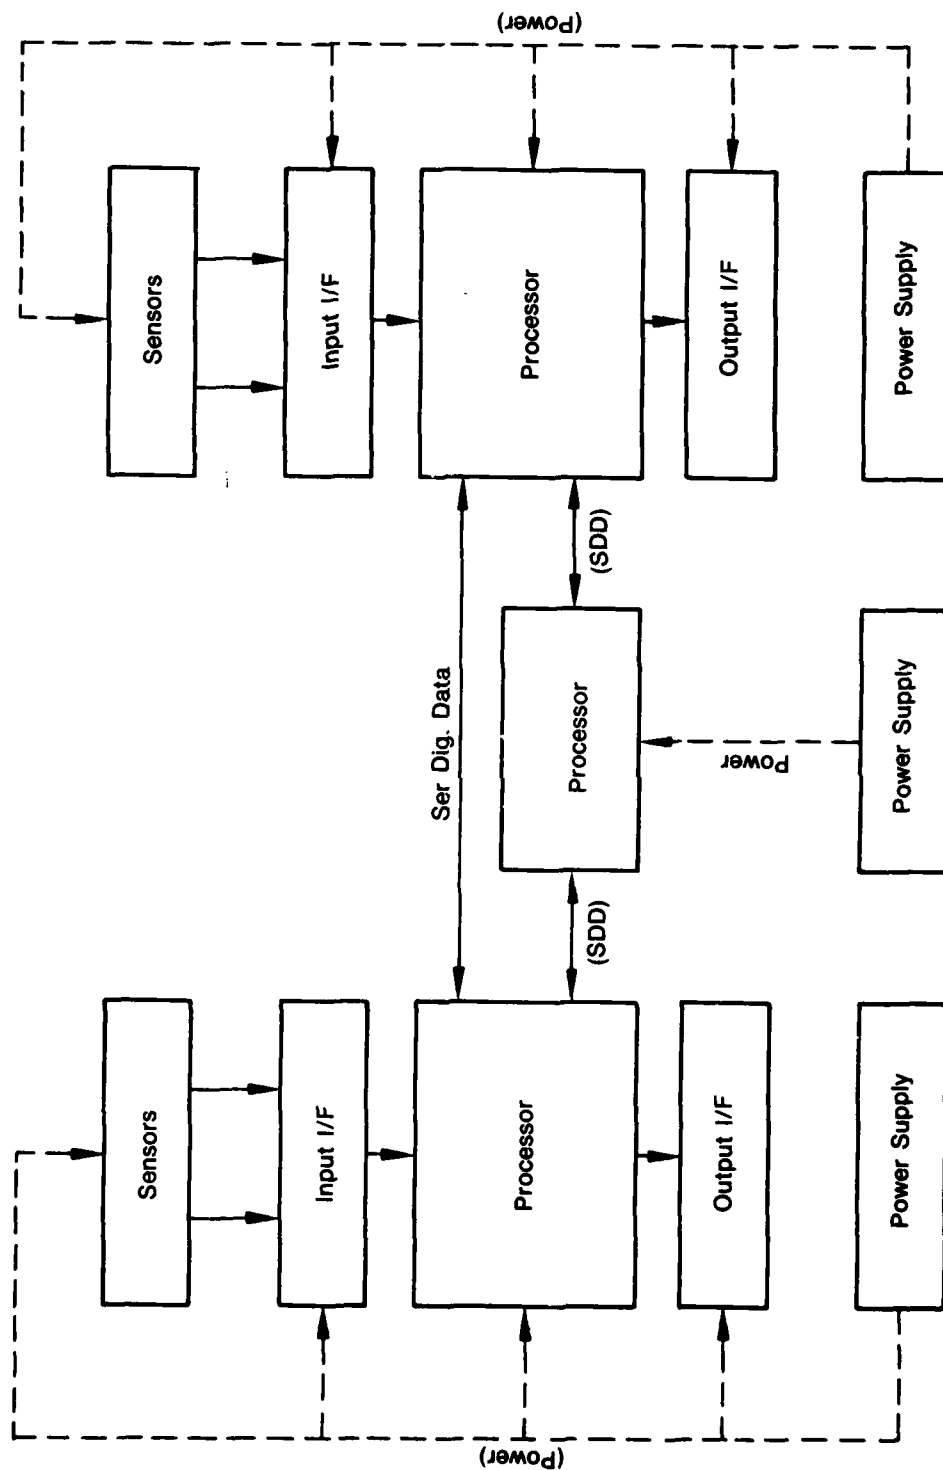 (Power)
Sensors
Input I/F
Processor
Output I/F
Power Supply
Ser Dig. Data
(SDD)
Processor
(SDD)
Power
Power Supply
Sensors
Input I/F
Processor
Output I/F
Power Supply
(Power)